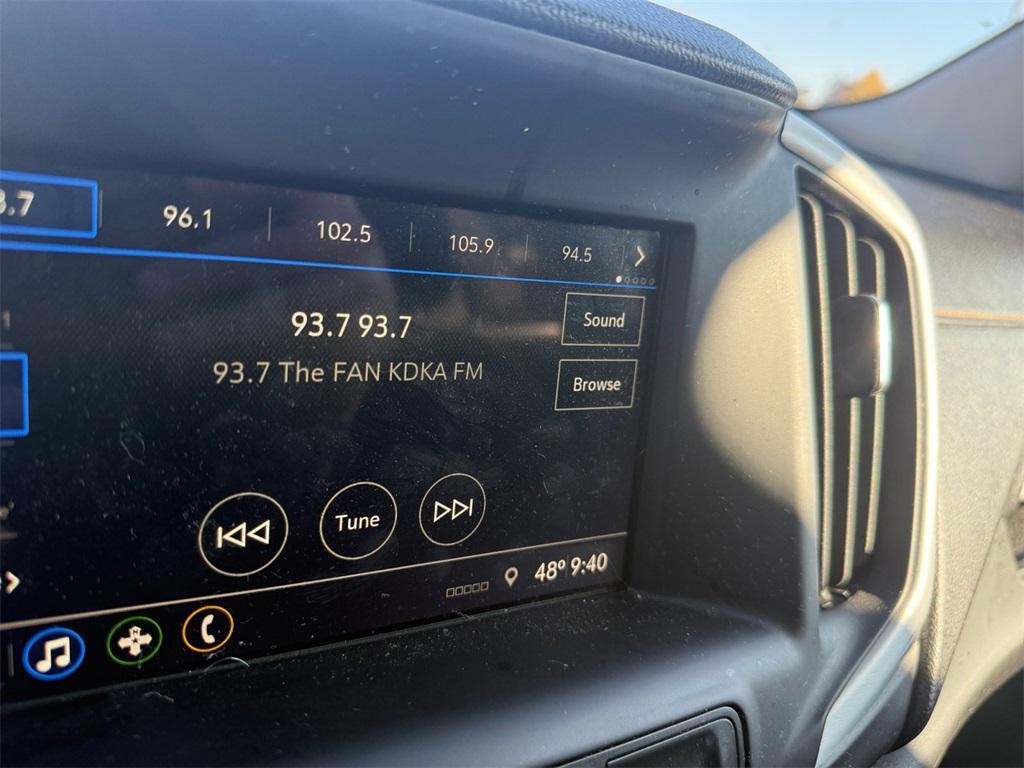 3.7 96.1 102.5 105.9 94.5
93.7 93.7
93.7 The FAN KDKA FM
Sound
Browse
Tune
48° 9:40